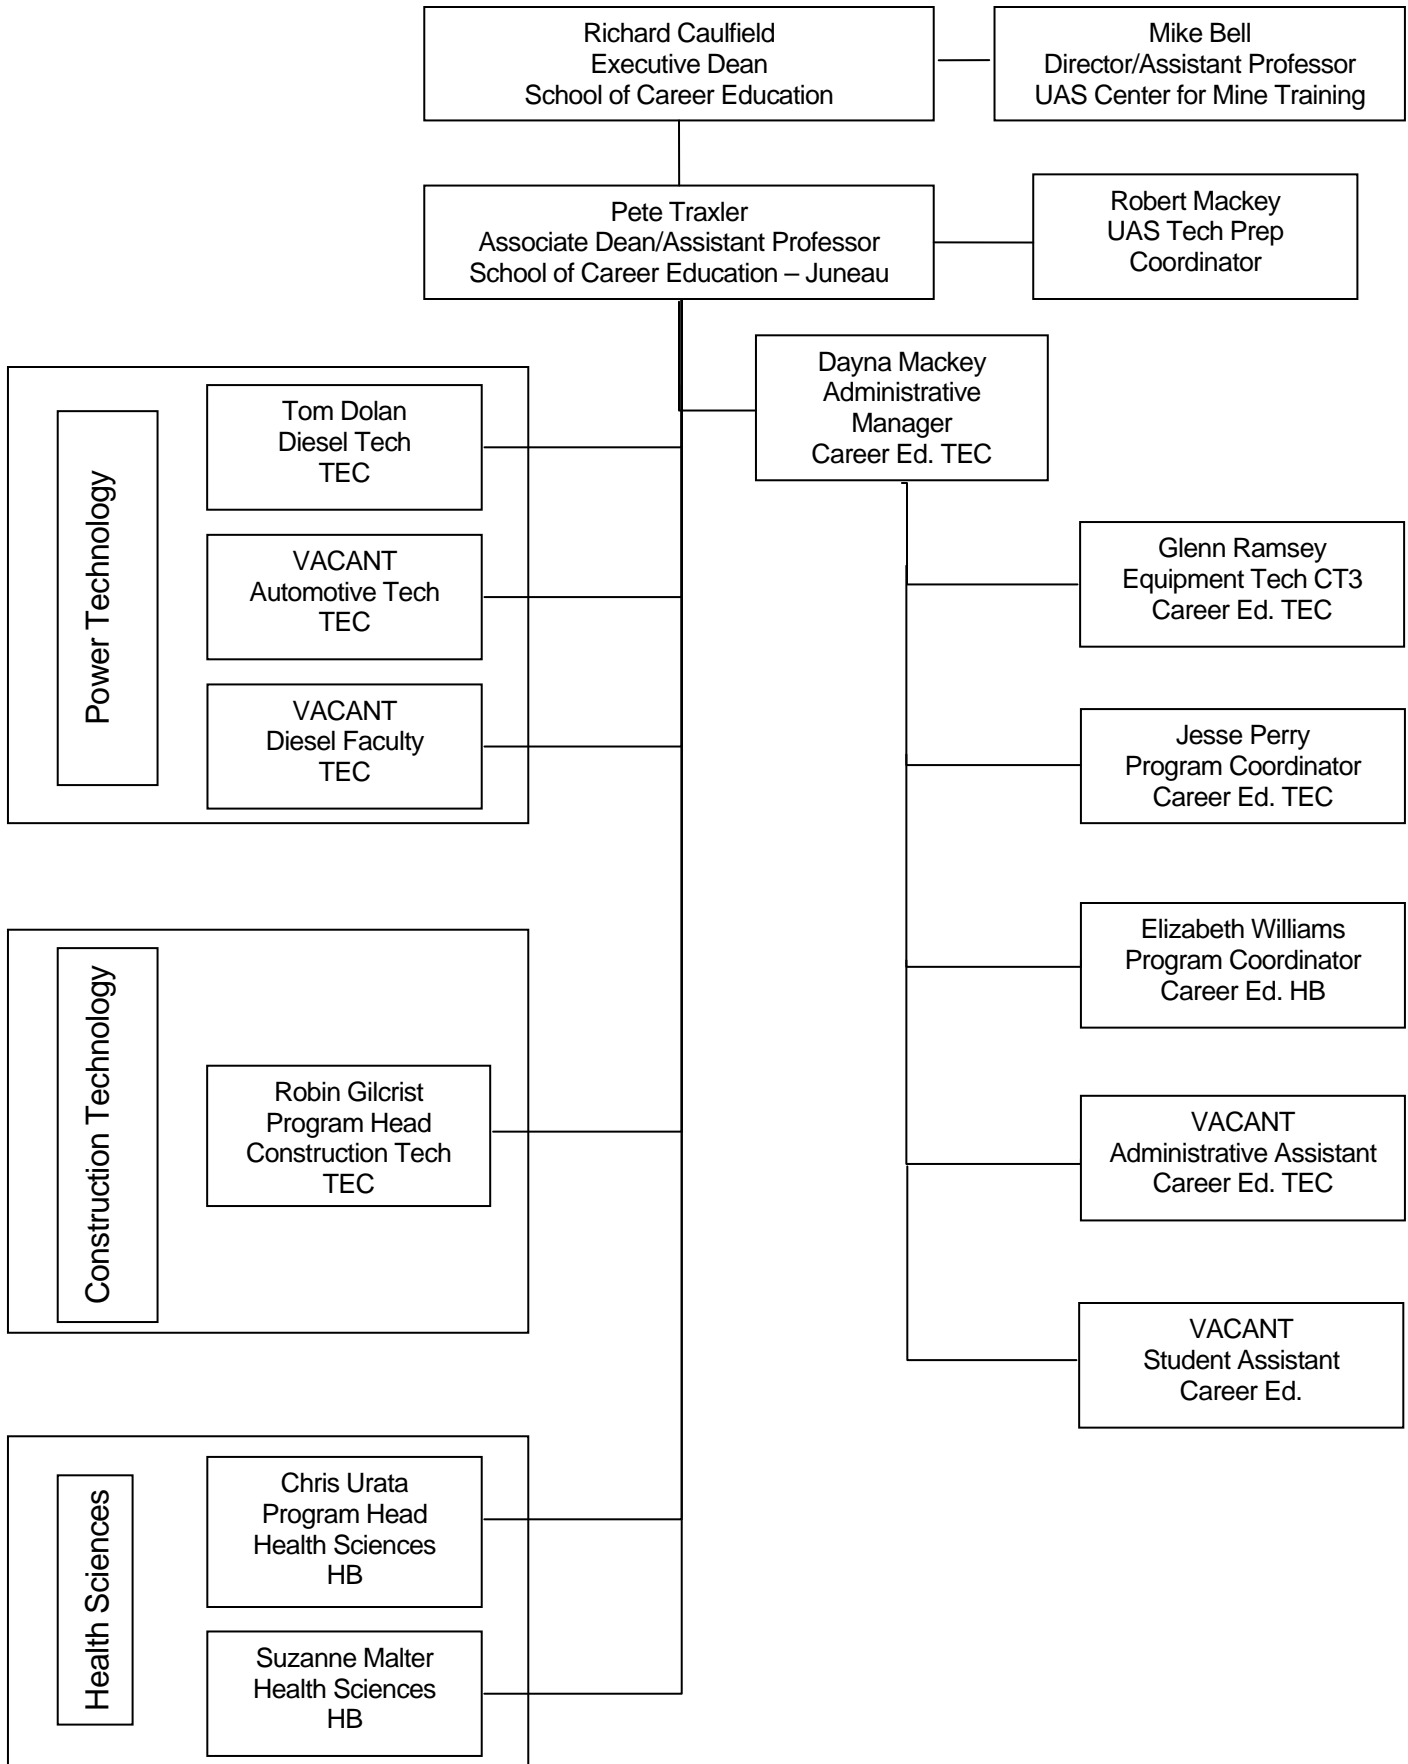 Richard Caulfield
Executive Dean
School of Career Education
Mike Bell
Director/Assistant Professor
UAS Center for Mine Training
Pete Traxler
Associate Dean/Assistant Professor
School of Career Education – Juneau
Robert Mackey
UAS Tech Prep
Coordinator
Dayna Mackey
Administrative
Manager
Career Ed. TEC
Power Technology
Tom Dolan
Diesel Tech
TEC
VACANT
Automotive Tech
TEC
VACANT
Diesel Faculty
TEC
Glenn Ramsey
Equipment Tech CT3
Career Ed. TEC
Jesse Perry
Program Coordinator
Career Ed. TEC
Elizabeth Williams
Program Coordinator
Career Ed. HB
VACANT
Administrative Assistant
Career Ed. TEC
VACANT
Student Assistant
Career Ed.
Construction Technology
Robin Gilcrist
Program Head
Construction Tech
TEC
Health Sciences
Chris Urata
Program Head
Health Sciences
HB
Suzanne Malter
Health Sciences
HB